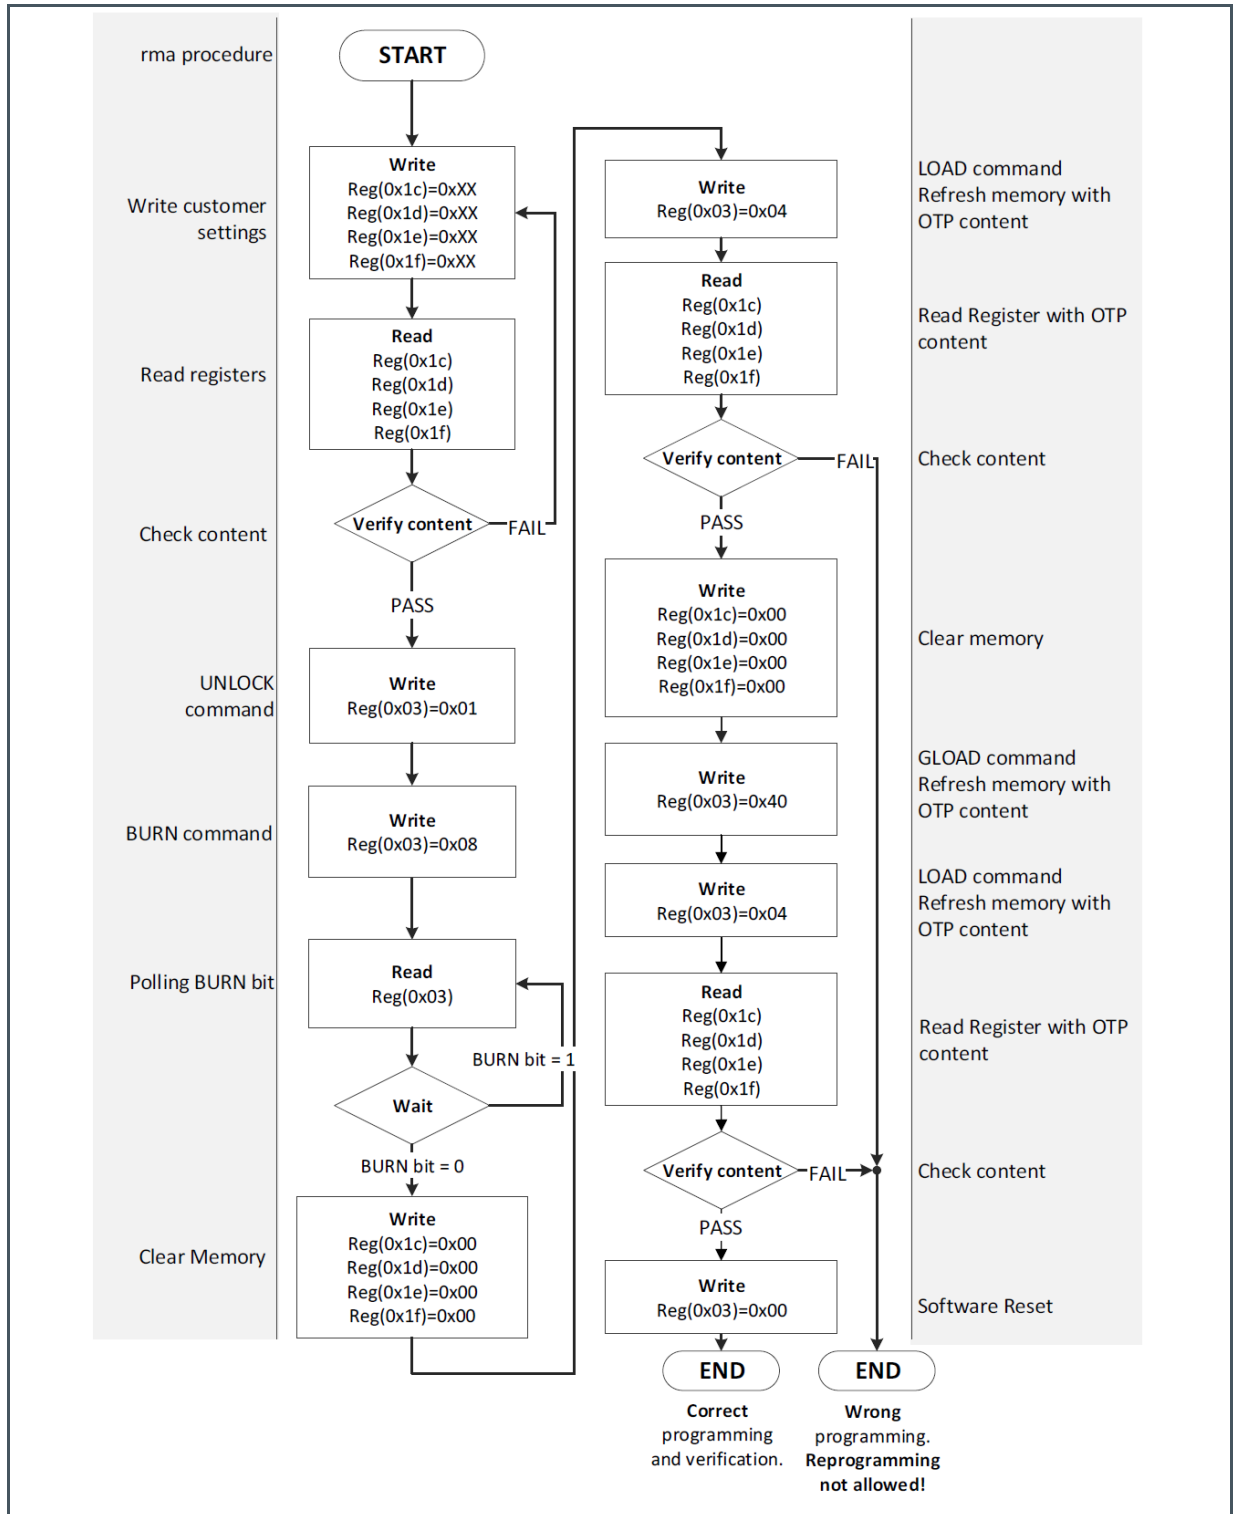 rma procedure
START
Write
Reg(0x1c)=0xXX
Reg(0x1d)=0xXX
Reg(0x1e)=0xXX
Reg(0x1f)=0xXX
Write customer
settings
Read
Reg(0x1c)
Reg(0x1d)
Reg(0x1e)
Reg(0x1f)
Read registers
Verify content
FAIL
Check content
PASS
Write
Reg(0x03)=0x01
UNLOCK
command
Write
Reg(0x03)=0x08
BURN command
Read
Reg(0x03)
Polling BURN bit
BURN bit = 1
Wait
BURN bit = 0
Write
Reg(0x1c)=0x00
Reg(0x1d)=0x00
Reg(0x1e)=0x00
Reg(0x1f)=0x00
Clear Memory
Write
Reg(0x03)=0x04
LOAD command
Refresh memory with
OTP content
Read
Reg(0x1c)
Reg(0x1d)
Reg(0x1e)
Reg(0x1f)
Read Register with OTP
content
Verify content
FAIL
Check content
PASS
Write
Reg(0x1c)=0x00
Reg(0x1d)=0x00
Reg(0x1e)=0x00
Reg(0x1f)=0x00
Clear memory
Write
Reg(0x03)=0x40
GLOAD command
Refresh memory with
OTP content
Write
Reg(0x03)=0x04
LOAD command
Refresh memory with
OTP content
Read
Reg(0x1c)
Reg(0x1d)
Reg(0x1e)
Reg(0x1f)
Read Register with OTP
content
Verify content
FAIL
Check content
PASS
Write
Reg(0x03)=0x00
Software Reset
END
Correct
programming
and verification.
END
Wrong
programming.
Reprogramming
not allowed!